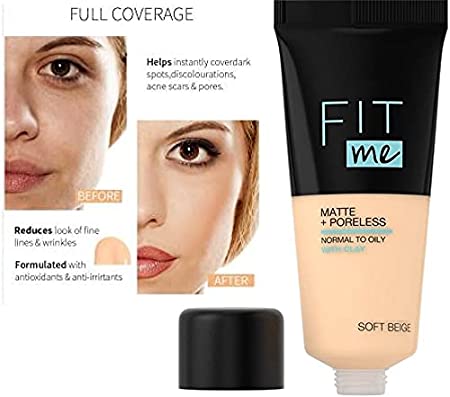 FULL COVERAGE
Helps instantly coverdark
spots,discolourations,
acne scars & pores.
BEFORE
Reduces look of fine
lines & wrinkles
Formulated with
antioxidants & anti-irritants
AFTER
FIT
me
MATTE
+ PORELESS
NORMAL TO OILY
WITH CLAY
SOFT BEIGE